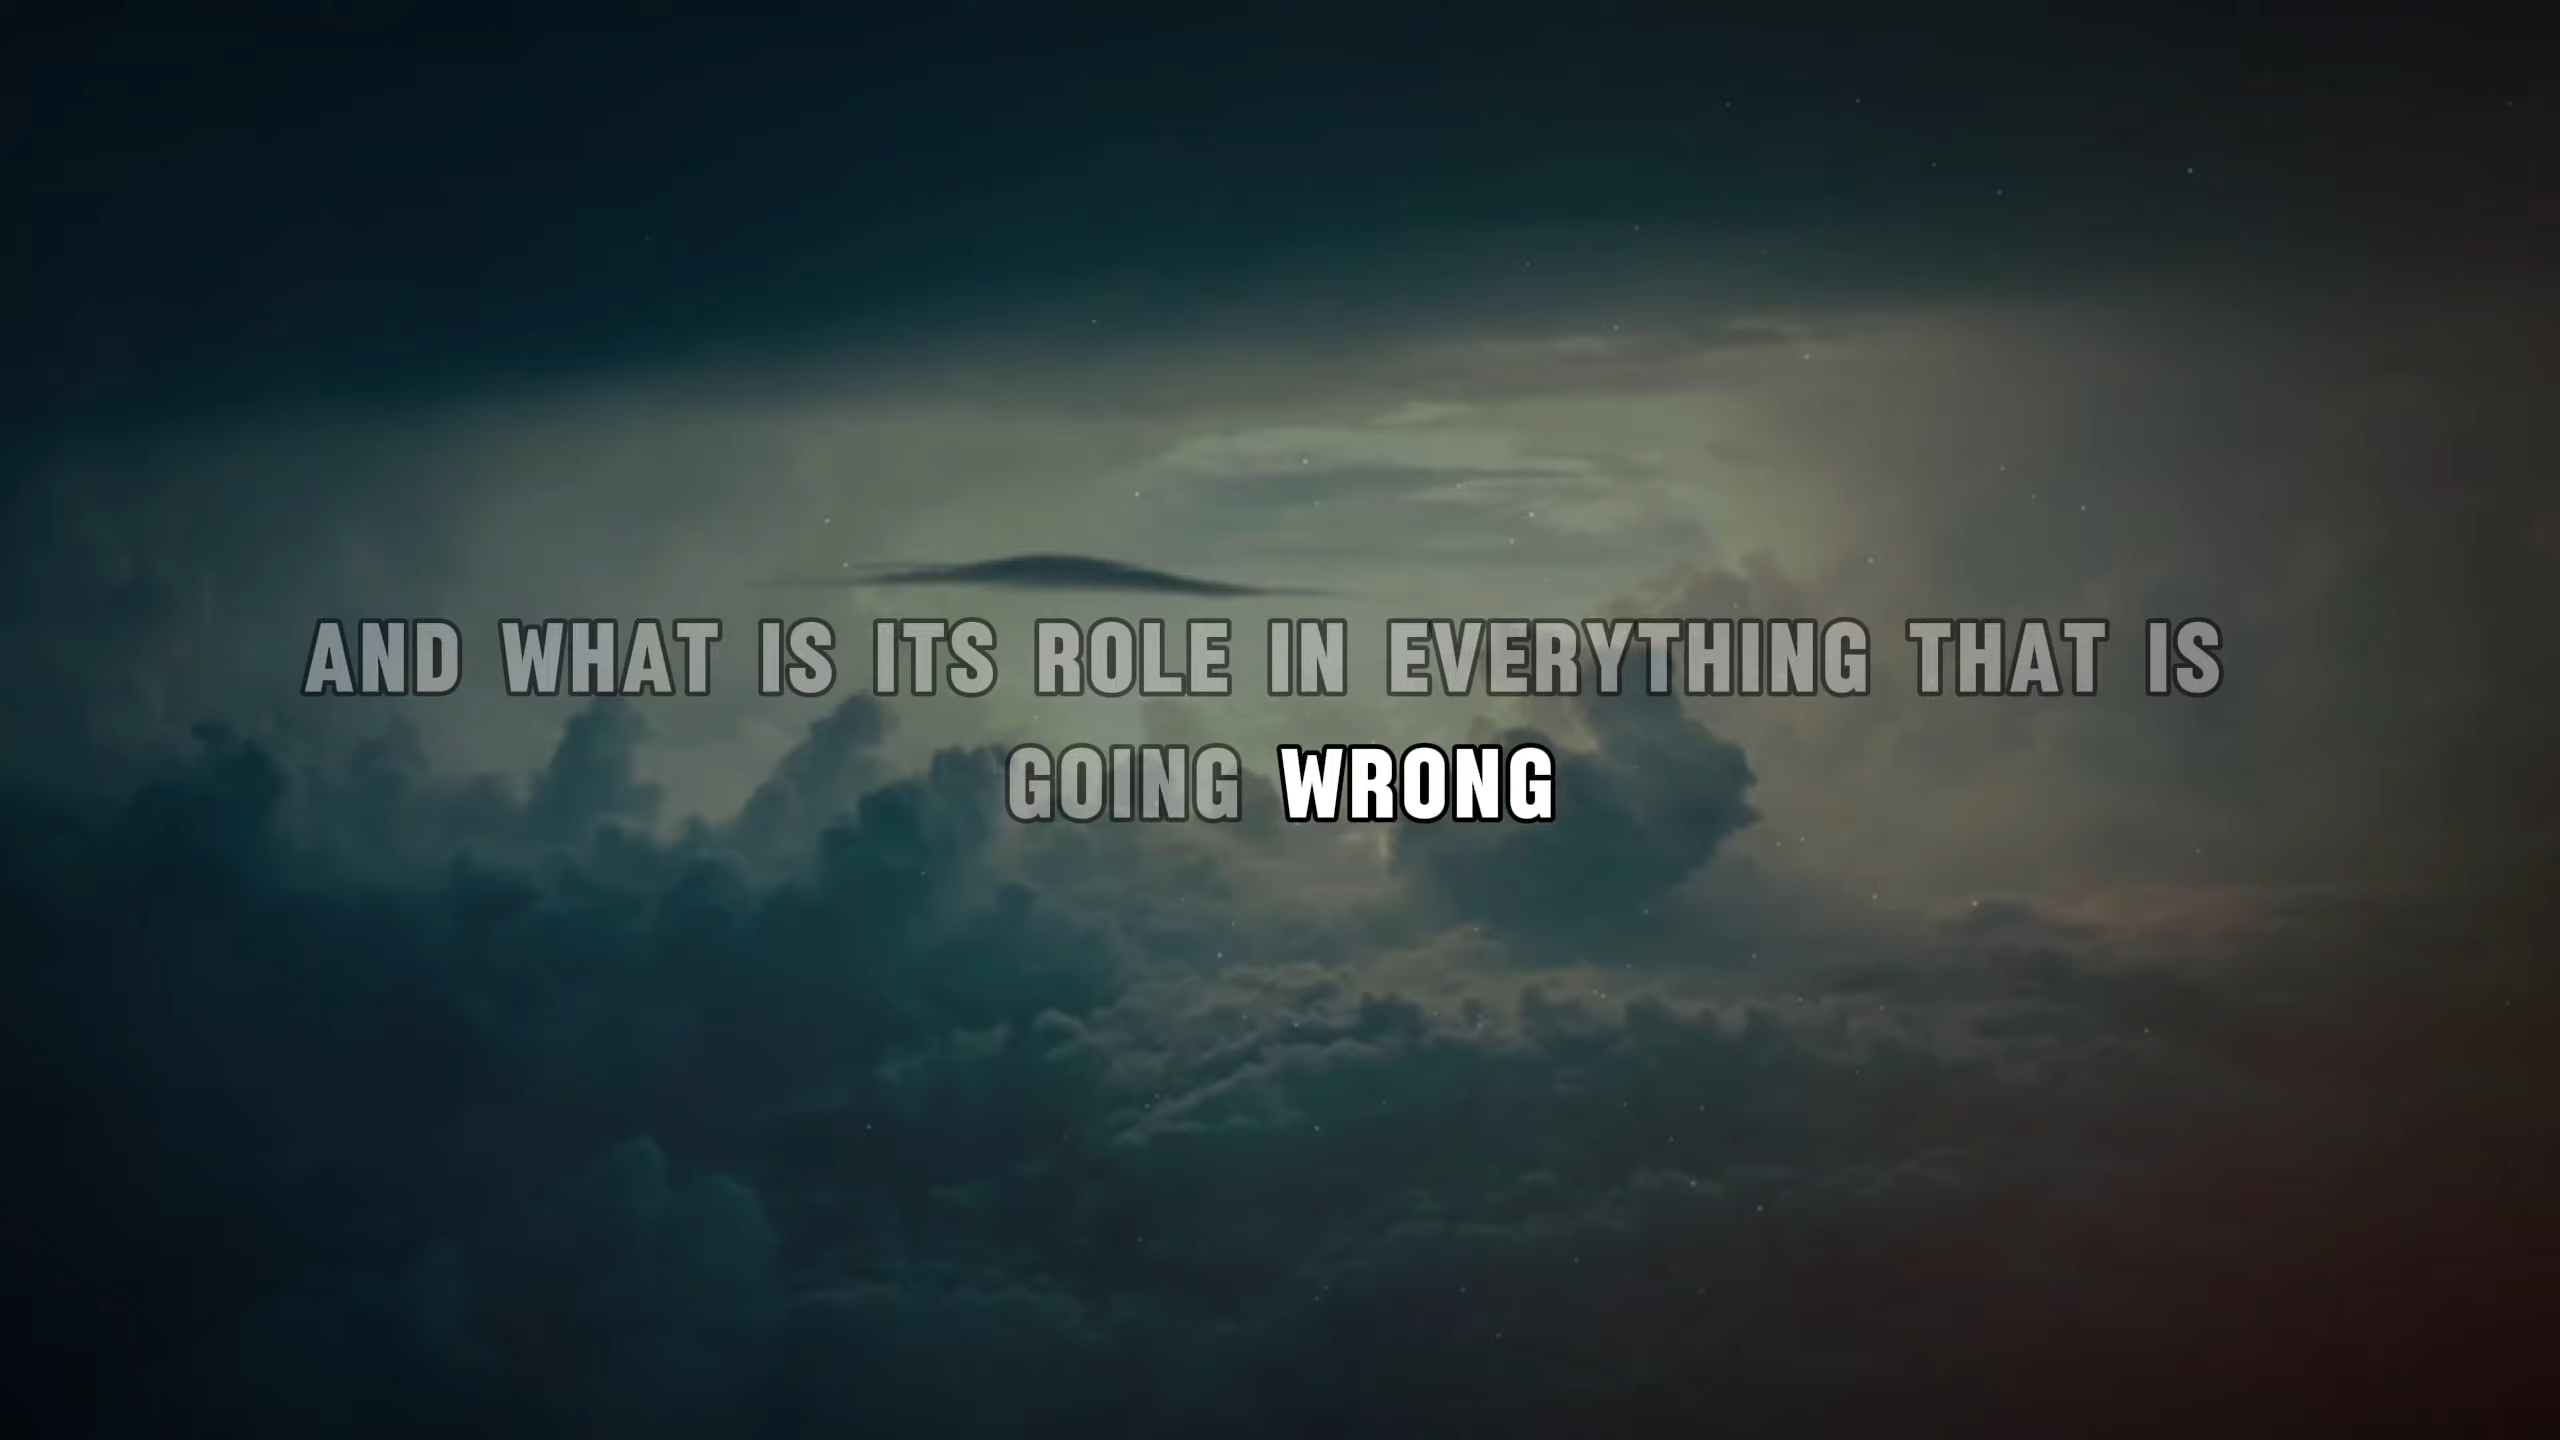 AND WHAT IS ITS ROLE IN EVERYTHING THAT IS
GOING WRONG